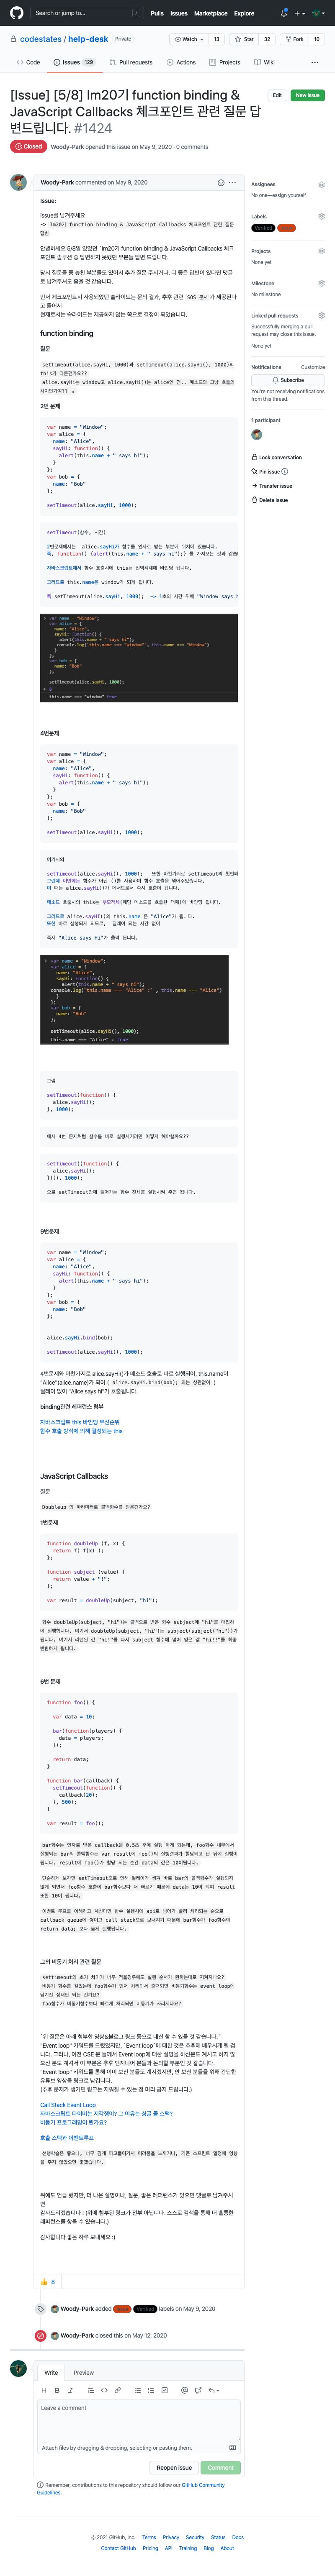 Search or jump to...
/
Pulls Issues Marketplace Explore
codestates / help-desk Private
Watch 13 Star 32 Fork 10
Code Issues 129 Pull requests Actions Projects Wiki
[Issue] [5/8] Im20기 function binding &
JavaScript Callbacks 체크포인트 관련 질문 답
변드립니다. #1424
Edit New issue
Closed Woody-Park opened this issue on May 9, 2020 · 0 comments
Woody-Park commented on May 9, 2020
Issue:
issue를 남겨주세요
-> Im20기 function binding & JavaScript Callbacks 체크포인트 관련 질문
답변
안녕하세요 5/8일 있었던 `im20기 function binding & JavaScript Callbacks 체크
포인트 솔루션 중 답변하지 못했던 부분들 답변 드립니다.
당시 질문들 중 놓친 부분들도 있어서 추가 질문 주시거나, 더 좋은 답변이 있다면 댓글
로 남겨주셔도 좋을 것 같습니다.
먼저 체크포인트시 사용되었던 슬라이드는 문의 결과, 추후 관련 SOS 문서 가 제공된다
고 들어서
현재로서는 슬라이드는 제공하지 않는 쪽으로 결정이 되었습니다.
function binding
질문
setTimeout(alice.sayHi, 1000)과 setTimeout(alice.sayHi(), 1000)의
this가 다른건가요??
2번 문제
var name = "Window";
var alice = {
name: "Alice",
sayHi: function() {
alert(this.name + " says hi");
}
};
var bob = {
name: "Bob"
};
setTimeout(alice.sayHi, 1000);
setTimeout(함수, 시간)
2번문제에서는 alice.sayHi가 함수를 인자로 받는 부분에 위치해 있습니다.
즉, function() {alert(this.name + " says hi");} 를 가져오는 것과 같습
자바스크립트에서 함수 호출시에 this는 전역객체에 바인딩 됩니다.
그러므로 this.name은 window가 되게 됩니다.
즉 setTimeout(alice.sayHi, 1000); -> 1초의 시간 뒤에 "Window says h
var name = "Window";
var alice = {
name: "Alice",
sayHi: function() {
alert(this.name + " says hi");
console.log(`this.name === "window"`, this.name === "Window")
}
};
var bob = {
name: "Bob"
};
setTimeout(alice.sayHi, 1000);
this.name === "window" true
4번문제
var name = "Window";
var alice = {
name: "Alice",
sayHi: function() {
alert(this.name + " says hi");
}
};
var bob = {
name: "Bob"
};
setTimeout(alice.sayHi(), 1000);
여기서의
setTimeout(alice.sayHi(), 1000); 또한 마찬가지로 setTimeout의 첫번째
그런데 이번에는 함수가 아닌 ()를 사용하여 함수 호출을 넣어주었습니다.
이 때는 alice.sayHi()가 메서드로서 즉시 호출이 됩니다.
메소드 호출시의 this는 부모객체(해당 메소드를 호출한 객체)에 바인딩 됩니다.
그러므로 alice.sayHI()의 this.name 은 "Alice"가 됩니다.
또한 바로 실행되게 되므로, 딜레이 되는 시간 없이
즉시 "Alice says Hi"가 출력 됩니다.
var name = "Window";
var alice = {
name: "Alice",
sayHi: function() {
alert(this.name + " says hi");
console.log(`this.name === "Alice" :` , this.name === "Alice")
}
};
var bob = {
name: "Bob"
};
setTimeout(alice.sayHi(), 1000);
this.name === "Alice" : true
그럼
setTimeout(function() {
alice.sayHi();
}, 1000);
에서 4번 문제처럼 함수를 바로 실행시키려면 어떻게 해야할까요??
setTimeout((function() {
alice.sayHi();
})(), 1000);
으로 setTimeout안에 들어가는 함수 전체를 실행시켜 주면 됩니다.
9번문제
var name = "Window";
var alice = {
name: "Alice",
sayHi: function() {
alert(this.name + " says hi");
}
};
var bob = {
name: "Bob"
};
alice.sayHi.bind(bob);
setTimeout(alice.sayHi(), 1000);
4번문제와 마찬가지로 alice.sayHi()가 메소드 호출로 바로 실행되어, this.name이
"Alice"(alice.name)가 되어 ( alice.sayHi.bind(bob); 과는 상관없이 )
딜레이 없이 "Alice says hi"가 호출됩니다.
binding관련 레퍼런스 첨부
자바스크립트 this 바인딩 우선순위
함수 호출 방식에 의해 결정되는 this
JavaScript Callbacks
질문
Doubleup 의 파라미터로 콜백함수를 받은건가요?
1번문제
function doubleUp (f, x) {
return f( f(x) );
};
function subject (value) {
return value + "!";
};
var result = doubleUp(subject, "hi");
함수 doubleUp(subject, "hi")는 콜백으로 받은 함수 subject에 "hi"를 대입하
여 실행합니다. 여기서 doubleUp(subject, "hi")는 subject(subject("hi"))가
됩니다. 여기서 리턴된 값 "hi!"를 다시 subject 함수에 넣어 얻은 값 "hi!!"를 최종
반환하게 됩니다.
6번 문제
function foo() {
var data = 10;
bar(function(players) {
data = players;
});
return data;
}
function bar(callback) {
setTimeout(function() {
callback(20);
}, 500);
}
var result = foo();
bar함수는 인자로 받은 callback을 0.5초 후에 실행 하게 되는데, foo함수 내부에서
실행되는 bar의 콜백함수는 var result에 foo()의 실행결과가 할당되고 난 뒤에 실행이
됩니다. result에 foo()가 할당 되는 순간 data의 값은 10이됩니다.
단순하게 보자면 setTimeout으로 인해 딜레이가 생겨 바로 bar의 콜백함수가 실행되지
않게 되면서 foo함수 호출이 bar함수보다 더 빠르기 때문에 data는 10이 되며 result
또한 10이 됩니다.
이벤트 루프를 이해하고 계신다면 함수 실행시에 api로 넘어가 빨리 처리되는 순으로
callback queue에 쌓이고 call stack으로 보내지기 때문에 bar함수가 foo함수의
return data; 보다 늦게 실행됩니다.
그외 비동기 처리 관련 질문
settimeout의 초가 차이가 너무 적을경우에도 실행 순서가 원하는대로 지켜지나요?
비동기 함수를 걸었는데 foo함수가 먼저 처리되서 출력되면 비동기함수는 event loop에
남겨진 상태로 되는 건가요?
foo함수가 비동기함수보다 빠르게 처리되면 비동기가 사라지나요?
`위 질문은 아래 첨부한 영상&블로그 링크 등으로 대신 할 수 있을 것 같습니다.`
"Event loop" 키워드를 드렸었지만, `Event loop`에 대한 것은 추후에 배우시게 될 겁
니다. 그러나, 이전 CSE 분 들께서 Event loop에 대한 설명을 하신분도 계시고 하지 않
으신 분도 계셔서 이 부분은 추후 엔지니어 분들과 논의할 부분인 것 같습니다.
"Event loop" 키워드를 통해 이미 보신 분들도 계시겠지만, 안 보신 분들을 위해 간단한
유튜브 영상등을 링크로 남깁니다.
(추후 문제가 생기면 링크는 지워질 수 있는 점 미리 공지 드립니다.)
Call Stack Event Loop
자바스크립트 타이머는 지각쟁이? 그 이유는 싱글 콜 스택?
비동기 프로그래밍이 뭔가요?
호출 스택과 이벤트루프
선행학습은 좋으나, 너무 깊게 파고들어가서 어려움을 느끼거나, 기존 스프린트 일정에 영향
을 주지 않았으면 좋겠습니다.
위에도 언급 했지만, 더 나은 설명이나, 질문, 좋은 레퍼런스가 있으면 댓글로 남겨주시
면
감사드리겠습니다 ! (위에 첨부된 링크가 전부 아닙니다. 스스로 검색을 통해 더 훌륭한
레퍼런스를 찾을 수 있습니다.)
감사합니다 좋은 하루 보내세요 :)
8
Woody-Park added Verified labels on May 9, 2020
Woody-Park closed this on May 12, 2020
Write Preview
Leave a comment
Attach files by dragging & dropping, selecting or pasting them.
Reopen issue Comment
Remember, contributions to this repository should follow our GitHub Community
Guidelines.
Assignees
No one—assign yourself
Labels
Verified
Projects
None yet
Milestone
No milestone
Linked pull requests
Successfully merging a pull
request may close this issue.
None yet
Notifications Customize
Subscribe
You're not receiving notifications
from this thread.
1 participant
Lock conversation
Pin issue
Transfer issue
Delete issue
© 2021 GitHub, Inc. Terms Privacy Security Status Docs
Contact GitHub Pricing API Training Blog About